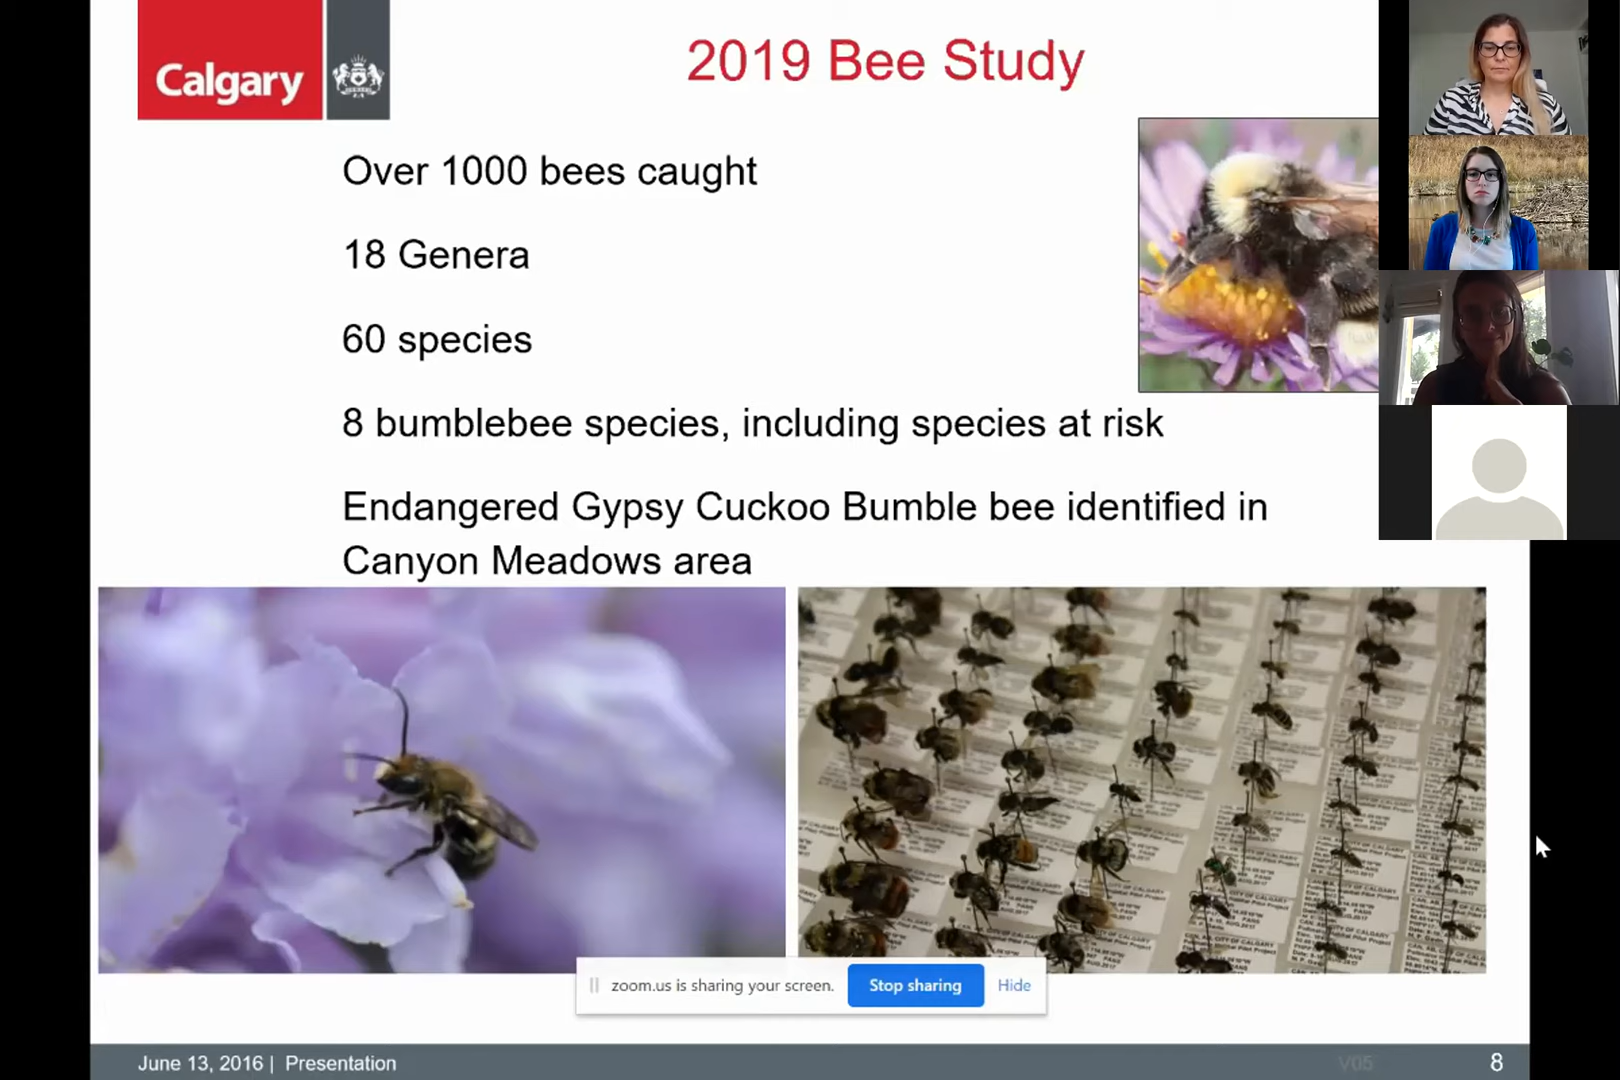 Calgary
2019 Bee Study
Over 1000 bees caught
18 Genera
60 species
8 bumblebee species, including species at risk
Endangered Gypsy Cuckoo Bumble bee identified in
Canyon Meadows area
zoom.us is sharing your screen.
Stop sharing
Hide
June 13, 2016 | Presentation
V05
8